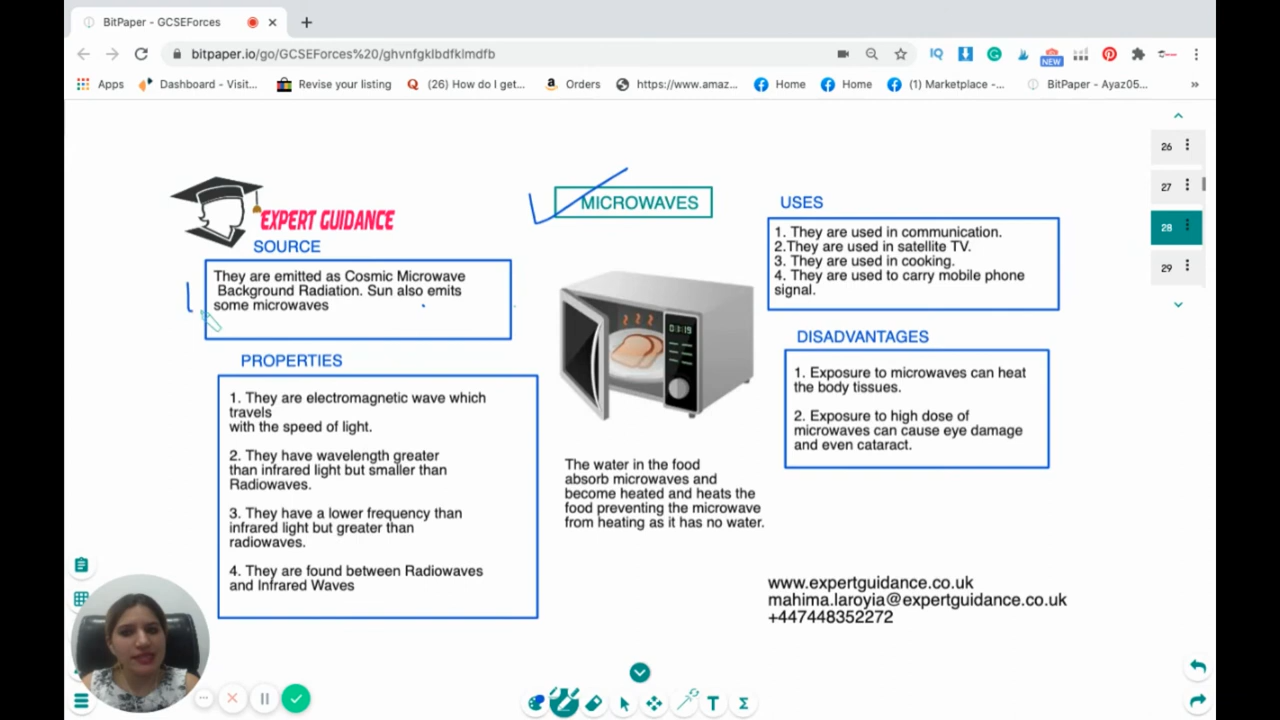 BitPaper - GCSEForces
bitpaper.io/go/GCSEForces%20/ghvnfgklbdfklmdfb
IQ
NEW
Apps
Dashboard - Visit...
Revise your listing
(26) How do I get...
Orders
https://www.amaz...
Home
Home
(1) Marketplace -...
BitPaper - Ayaz05...
»
26
27
28
29
EXPERT GUIDANCE
SOURCE
They are emitted as Cosmic Microwave
Background Radiation. Sun also emits
some microwaves
PROPERTIES
1. They are electromagnetic wave which
travels
with the speed of light.
2. They have wavelength greater
than infrared light but smaller than
Radiowaves.
3. They have a lower frequency than
infrared light but greater than
radiowaves.
4. They are found between Radiowaves
and Infrared Waves
MICROWAVES
03:19
The water in the food
absorb microwaves and
become heated and heats the
food preventing the microwave
from heating as it has no water.
USES
1. They are used in communication.
2.They are used in satellite TV.
3. They are used in cooking.
4. They are used to carry mobile phone
signal.
DISADVANTAGES
1. Exposure to microwaves can heat
the body tissues.
2. Exposure to high dose of
microwaves can cause eye damage
and even cataract.
www.expertguidance.co.uk
mahima.laroyia@expertguidance.co.uk
+447448352272
T
Σ